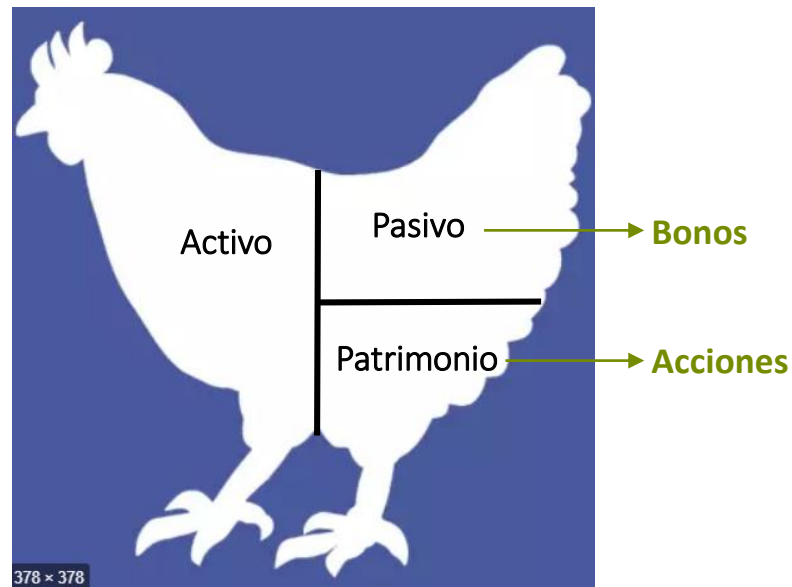 Activo
Pasivo
Bonos
Patrimonio
Acciones
378 × 378